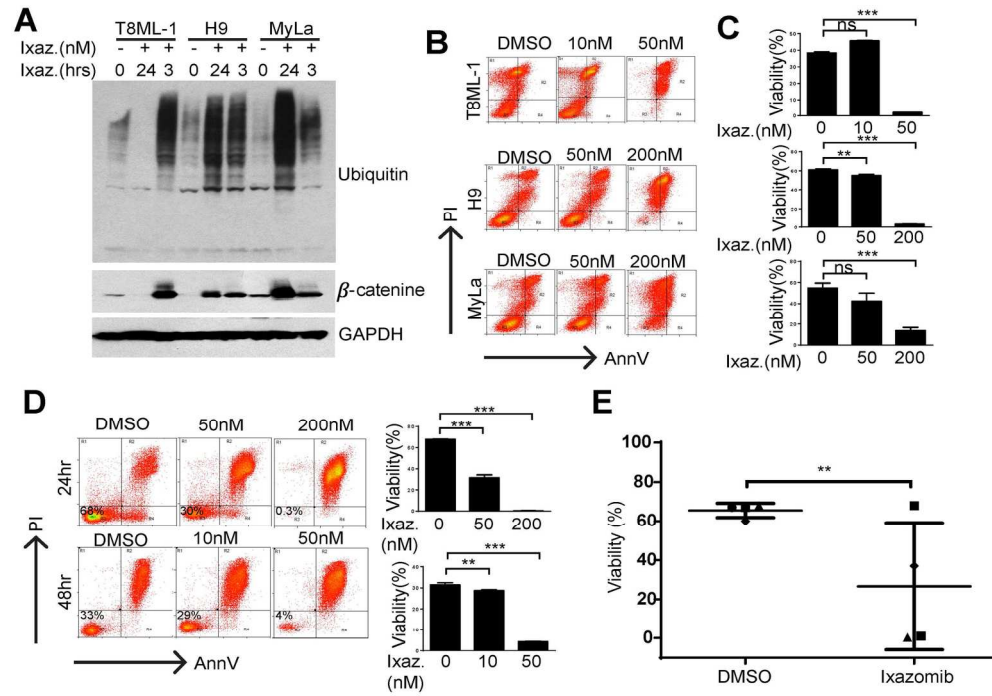 A
T8ML-1 H9 MyLa
Ixaz.(nM) - + + - + + - + +
Ixaz.(hrs) 0 24 3 0 24 3 0 24 3
Ubiquitin
β-catenine
GAPDH
B
DMSO 10nM 50nM
T8ML-1
DMSO 50nM 200nM
H9
DMSO 50nM 200nM
MyLa
PI
AnnV
C
***
ns
Viability(%)
Ixaz.(nM) 0 10 50
***
**
Viability(%)
Ixaz.(nM) 0 50 200
***
ns
Viability(%)
Ixaz.(nM) 0 50 200
D
DMSO 50nM 200nM
24hr
68% 30% 0.3%
DMSO 10nM 50nM
48hr
33% 29% 4%
PI
AnnV
***
***
Viability(%)
Ixaz. 0 50 200
(nM)
***
**
Viability(%)
Ixaz. 0 10 50
(nM)
E
100
80
60
40
20
0
Viability (%)
**
DMSO Ixazomib